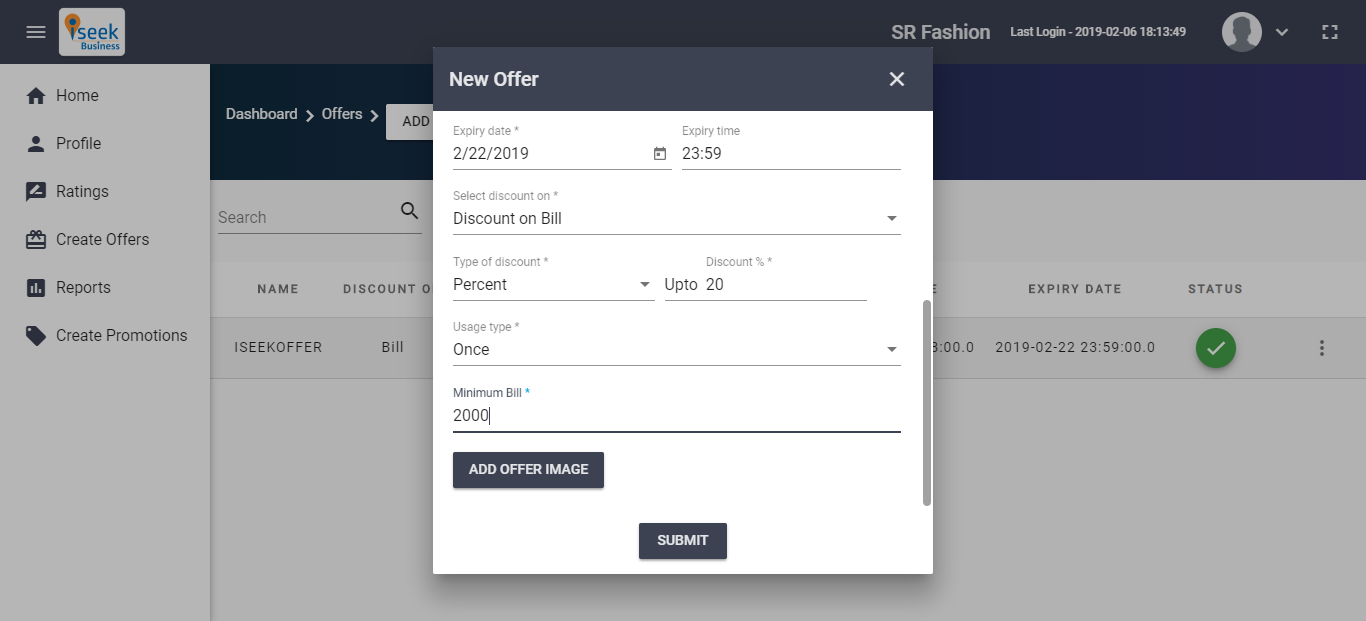 iseek
Business
SR Fashion
Last Login - 2019-02-06 18:13:49
Home
Profile
Ratings
Create Offers
Reports
Create Promotions
Dashboard
Offers
ADD
Search
NAME
DISCOUNT O
E
EXPIRY DATE
STATUS
ISEEKOFFER
Bill
8:00.0
2019-02-22 23:59:00.0
New Offer
Expiry date *
2/22/2019
Expiry time
23:59
Select discount on *
Discount on Bill
Type of discount *
Percent
Discount % *
Upto 20
Usage type *
Once
Minimum Bill *
2000
ADD OFFER IMAGE
SUBMIT